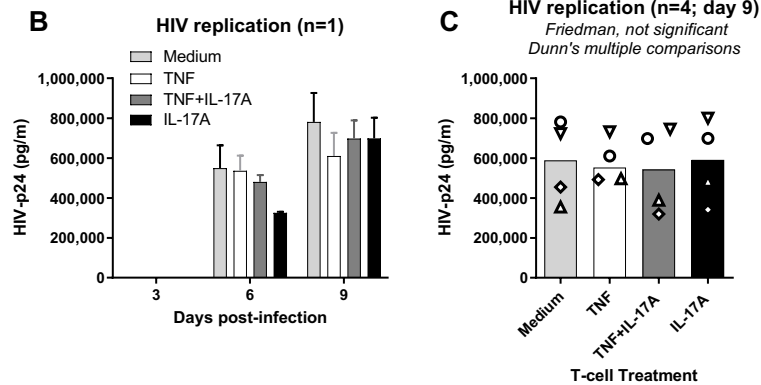 B
HIV replication (n=1)
Medium
TNF
TNF+IL-17A
IL-17A
HIV-p24 (pg/m)
1,000,000
800,000
600,000
400,000
200,000
0
3
6
9
Days post-infection
C
HIV replication (n=4; day 9)
Friedman, not significant
Dunn's multiple comparisons
HIV-p24 (pg/m)
1,000,000
800,000
600,000
400,000
200,000
0
Medium
TNF
TNF+IL-17A
IL-17A
T-cell Treatment